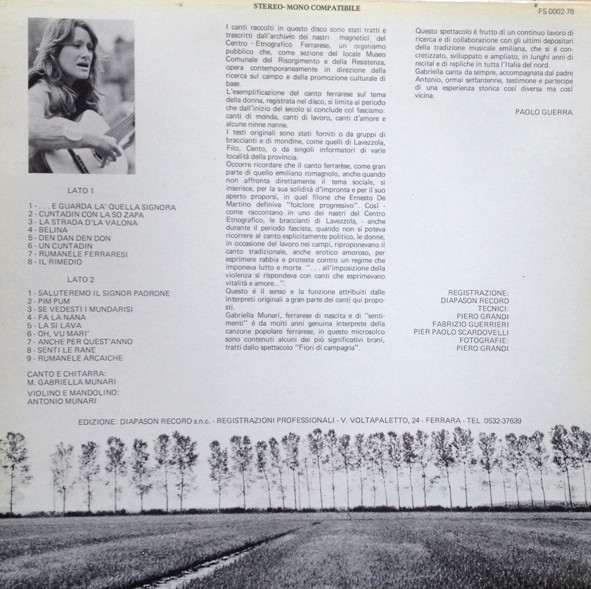 STEREO-MONO COMPATIBILE
FS 0002-78
LATO 1
1 - . . . E GUARDA LA' QUELLA SIGNORA
2 - CUNTADIN CON LA SO ZAPA
3 - LA STRADA D'LA VALONA
4 - BELINA
5 - DEN DAN DEN DON
6 - UN CUNTADIN
7 - RUMANELE FERRARESI
8 - IL RIMEDIO
LATO 2
1 - SALUTEREMO IL SIGNOR PADRONE
2 - PIM PUM
3 - SE VEDESTI I MUNDARISI
4 - FA LA NANA
5 - LA SI LAVA
6 - OH, VU MARI'
7 - ANCHE PER QUEST'ANNO
8 - SENTI LE RANE
9 - RUMANELE ARCAICHE
CANTO E CHITARRA:
M. GABRIELLA MUNARI
VIOLINO E MANDOLINO:
ANTONIO MUNARI
I canti raccolti in questo disco sono stati tratti e
trascritti dall'archivio dei nastri magnetici del
Centro - Etnografico Ferrarese, un organismo
pubblico che, come sezione del locale Museo
Comunale del Risorgimento e della Resistenza,
opera contemporaneamente in direzione della
ricerca sul campo e della promozione culturale di
base.
L'esemplificazione del canto ferrarese sul tema
della donna, registrata nel disco, si limita al periodo
che dall'inizio del secolo si conclude col fascismo:
canti di monda, canti di lavoro, canti d'amore e
alcune ninne nanne.
I testi originali sono stati forniti o da gruppi di
braccianti e di mondine, come quelli di Lavezzola,
Filo, Cento, o da singoli informatori di varie
località della provincia.
Occorre ricordare che il canto ferrarese, come gran
parte di quello emiliano romagnolo, anche quando
non affronta direttamente il tema sociale, si
inserisce, per la sua solidità d'impronta e per il suo
aperto proporsi, in quel filone che Ernesto De
Martino definiva "folclore progressivo". Così -
come raccontano in uno dei nastri del Centro
Etnografico, le braccianti di Lavezzola, - anche
durante il periodo fascista, quando non si poteva
ricorrere al canto esplicitamente politico, le donne,
in occasione del lavoro nei campi, riproponevano il
canto tradizionale, anche erotico amoroso, per
esprimere rabbia e protesta contro un regime che
imponeva lutto e morte. ". . . all'imposizione della
violenza si rispondeva con canti che esprimevano
vitalità e amore...".
Questo è il senso e la funzione attribuiti dalle
interpreti originali a gran parte dei canti qui propo-
sti.
Gabriella Munari, ferrarese di nascita e di "senti-
menti" é da molti anni genuina interprete della
canzone popolare ferrarese, in questo microsolco
sono contenuti alcuni dei più significativi brani,
tratti dallo spettacolo "Fiori di campagna".
Questo spettacolo é frutto di un continuo lavoro di
ricerca e di collaborazione con gli ultimi depositari
della tradizione musicale emiliana, che si é con-
cretizzato, sviluppato e ampliato, in lunghi anni di
recital e di repliche in tutta l'Italia del nord.
Gabriella canta da sempre, accompagnata dal padre
Antonio, ormai settantenne, testimone e partecipe
di una esperienza storica così diversa ma così
vicina.
PAOLO GUERRA
REGISTRAZIONE:
DIAPASON RECORD
TECNICI:
PIERO GRANDI
FABRIZIO GUERRIERI
PIER PAOLO SCARDOVELLI
FOTOGRAFIE:
PIERO GRANDI
EDIZIONE: DIAPASON RECORD s.n.c. - REGISTRAZIONI PROFESSIONALI - V. VOLTAPALETTO, 24 - FERRARA - TEL 0532-37639